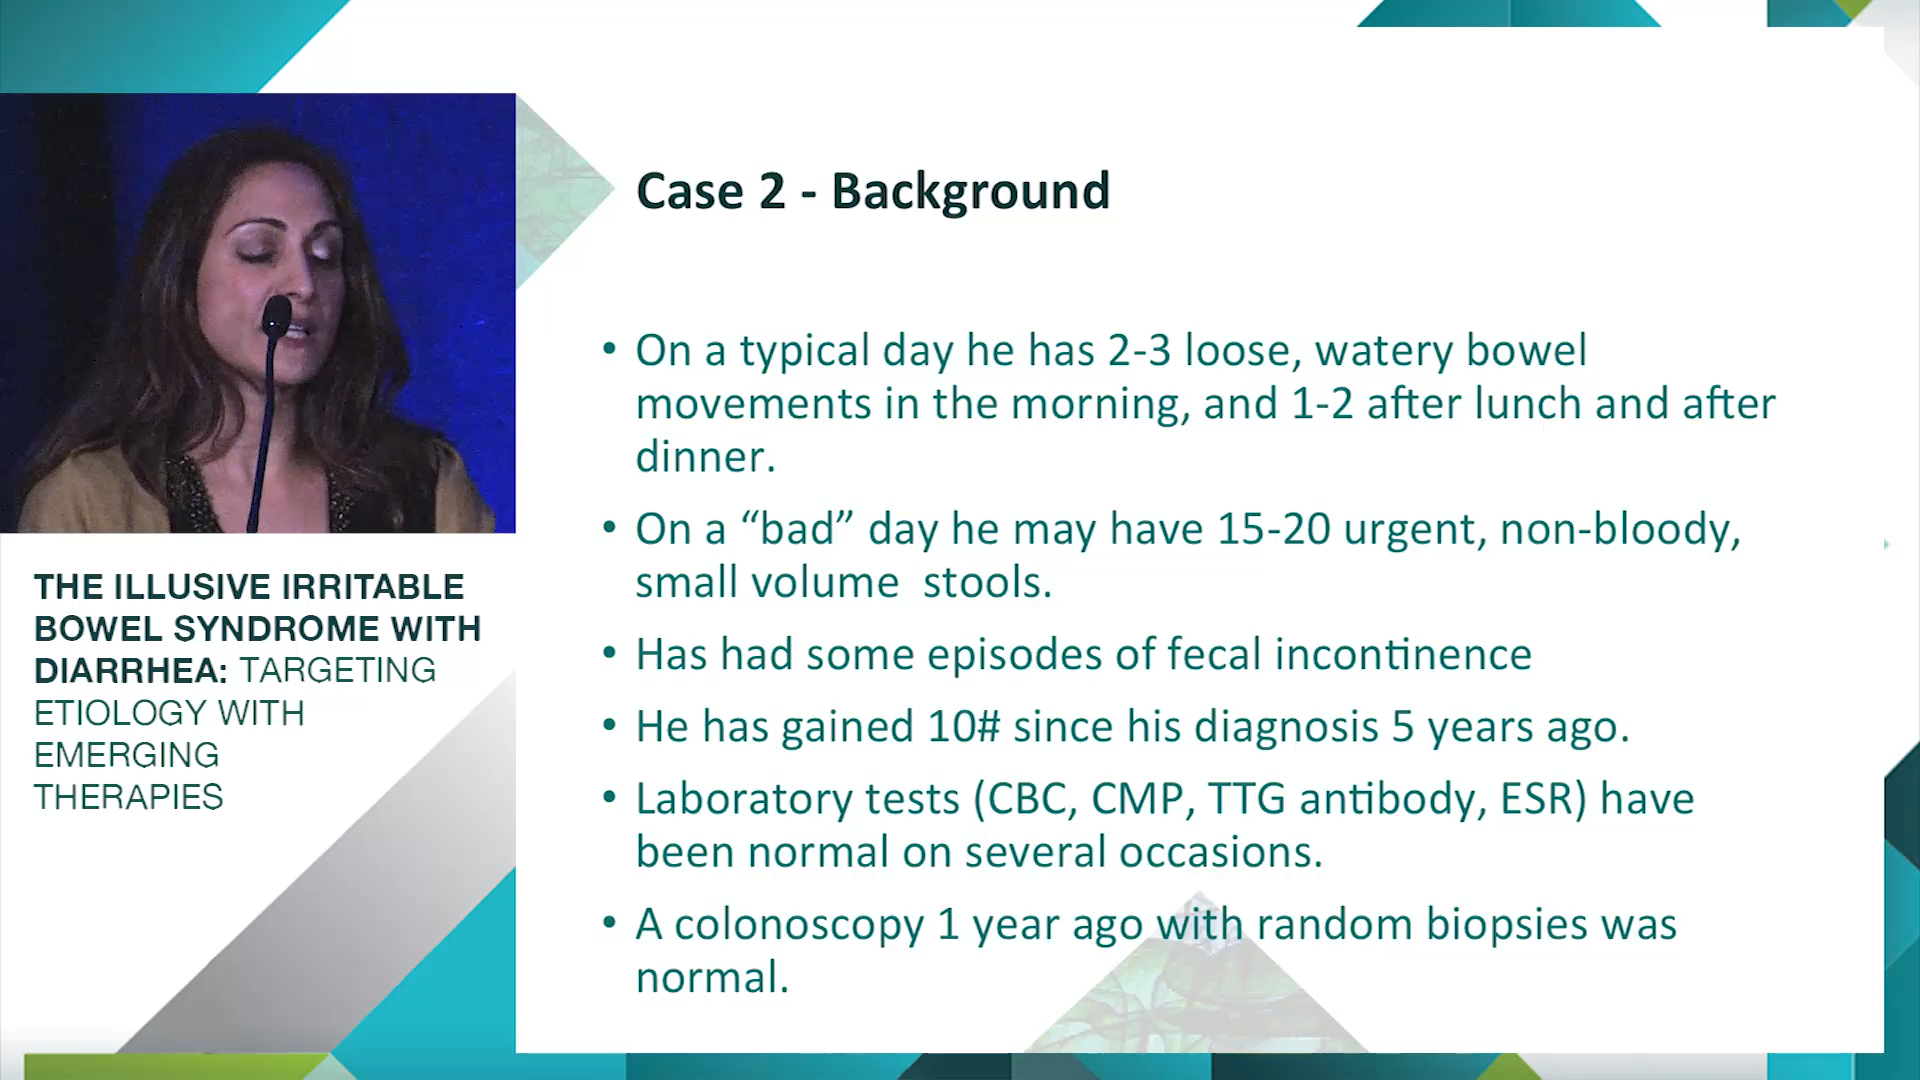 Case 2 - Background
• On a typical day he has 2-3 loose, watery bowel
movements in the morning, and 1-2 after lunch and after
dinner.
• On a “bad” day he may have 15-20 urgent, non-bloody,
small volume  stools.
• Has had some episodes of fecal incontinence
• He has gained 10# since his diagnosis 5 years ago.
• Laboratory tests (CBC, CMP, TTG antibody, ESR) have
been normal on several occasions.
• A colonoscopy 1 year ago with random biopsies was
normal.
THE ILLUSIVE IRRITABLE
BOWEL SYNDROME WITH
DIARRHEA: TARGETING
ETIOLOGY WITH
EMERGING
THERAPIES